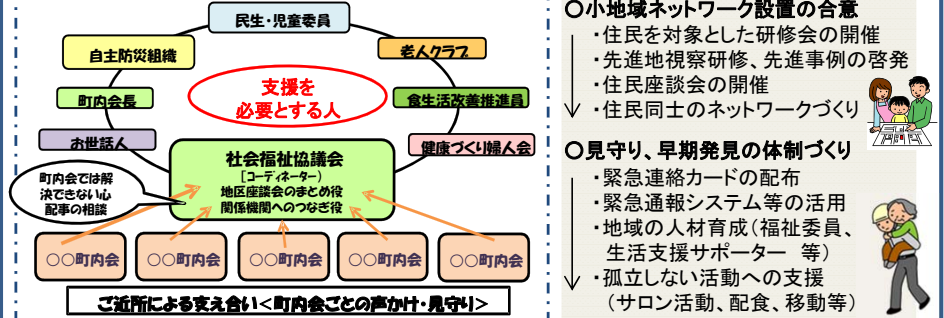 民生・児童委員
自主防災組織
老人クラブ
町内会長
支援を
必要とする人
食生活改善推進員
お世話人
健康づくり婦人会
社会福祉協議会
［コーディネーター］
地区座談会のまとめ役
関係機関へのつなぎ役
町内会では解
決できない心
配事の相談
○○町内会
○○町内会
○○町内会
○○町内会
○○町内会
ご近所による支え合い＜町内会ごとの声かけ・見守り＞
○小地域ネットワーク設置の合意
・住民を対象とした研修会の開催
・先進地視察研修、先進事例の啓発
・住民座談会の開催
・住民同士のネットワークづくり
○見守り、早期発見の体制づくり
・緊急連絡カードの配布
・緊急通報システム等の活用
・地域の人材育成（福祉委員、
生活支援サポーター　等）
・孤立しない活動への支援
（サロン活動、配食、移動等）